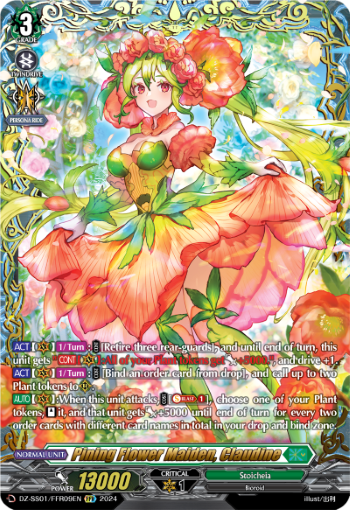 3
GRADE
TWINDRIVE
PERSONA RIDE
ACT 1/Turn : [Retire three rear-guards], and until end of turn, this
unit gets " CONT : All of your Plant tokens get +5000.", and drive +1.
ACT 1/Turn : [Bind an order card from drop], and call up to two
Plant tokens to R.
AUTO : When this unit attacks, BLAST 1, choose one of your Plant
tokens, it, and that unit gets +5000 until end of turn for every two
order cards with different card names in total in your drop and bind zone.
NORMAL UNIT
Pining Flower Maiden, Claudine
POWER 13000
CRITICAL 1
Stoicheia
Bioroid
D-DZ-SS01/FFR09EN FFR 2024
illust/出利